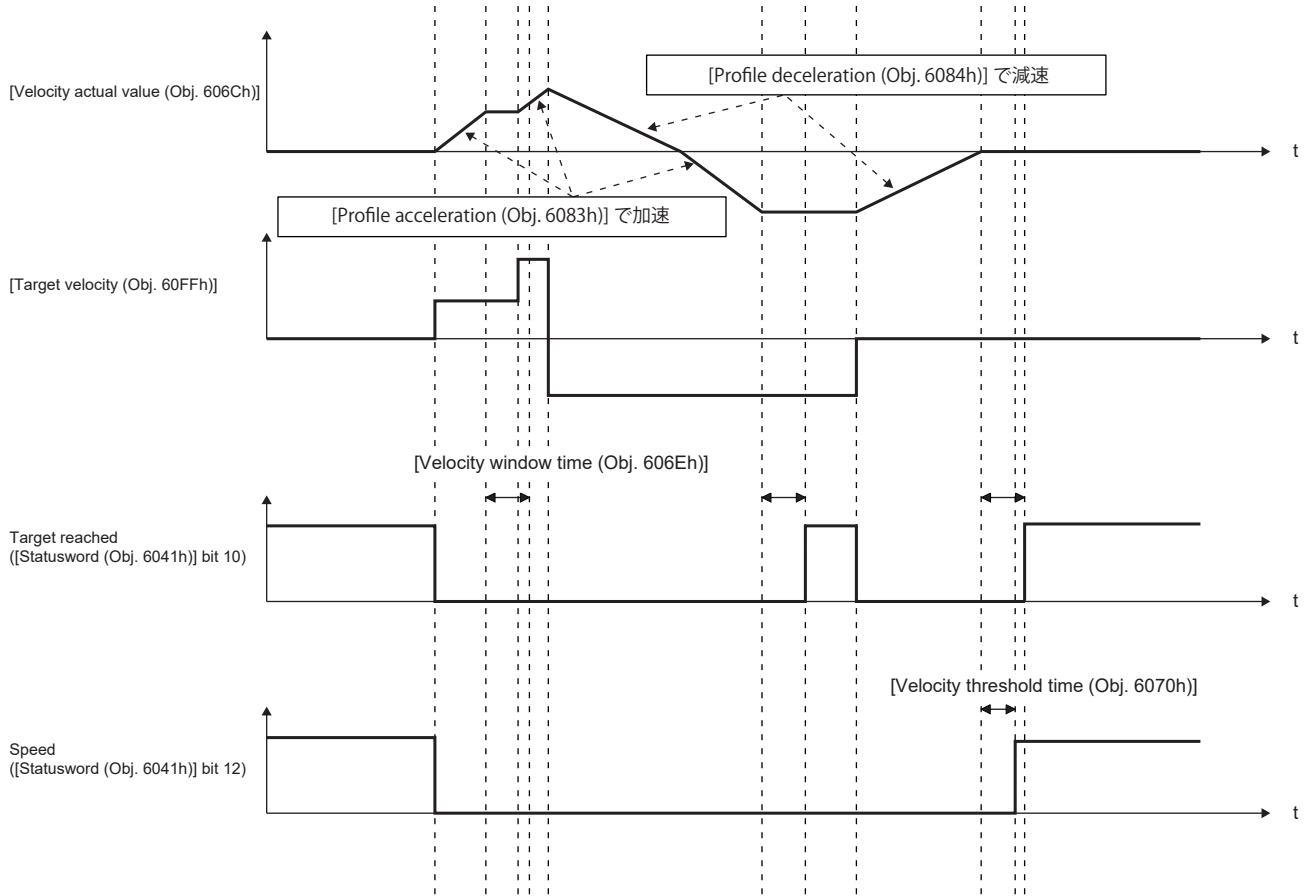 [Velocity actual value (Obj. 606Ch)]
[Profile deceleration (Obj. 6084h)] で減速
t
[Profile acceleration (Obj. 6083h)] で加速
[Target velocity (Obj. 60FFh)]
t
[Velocity window time (Obj. 606Eh)]
Target reached
([Statusword (Obj. 6041h)] bit 10)
t
[Velocity threshold time (Obj. 6070h)]
Speed
([Statusword (Obj. 6041h)] bit 12)
t